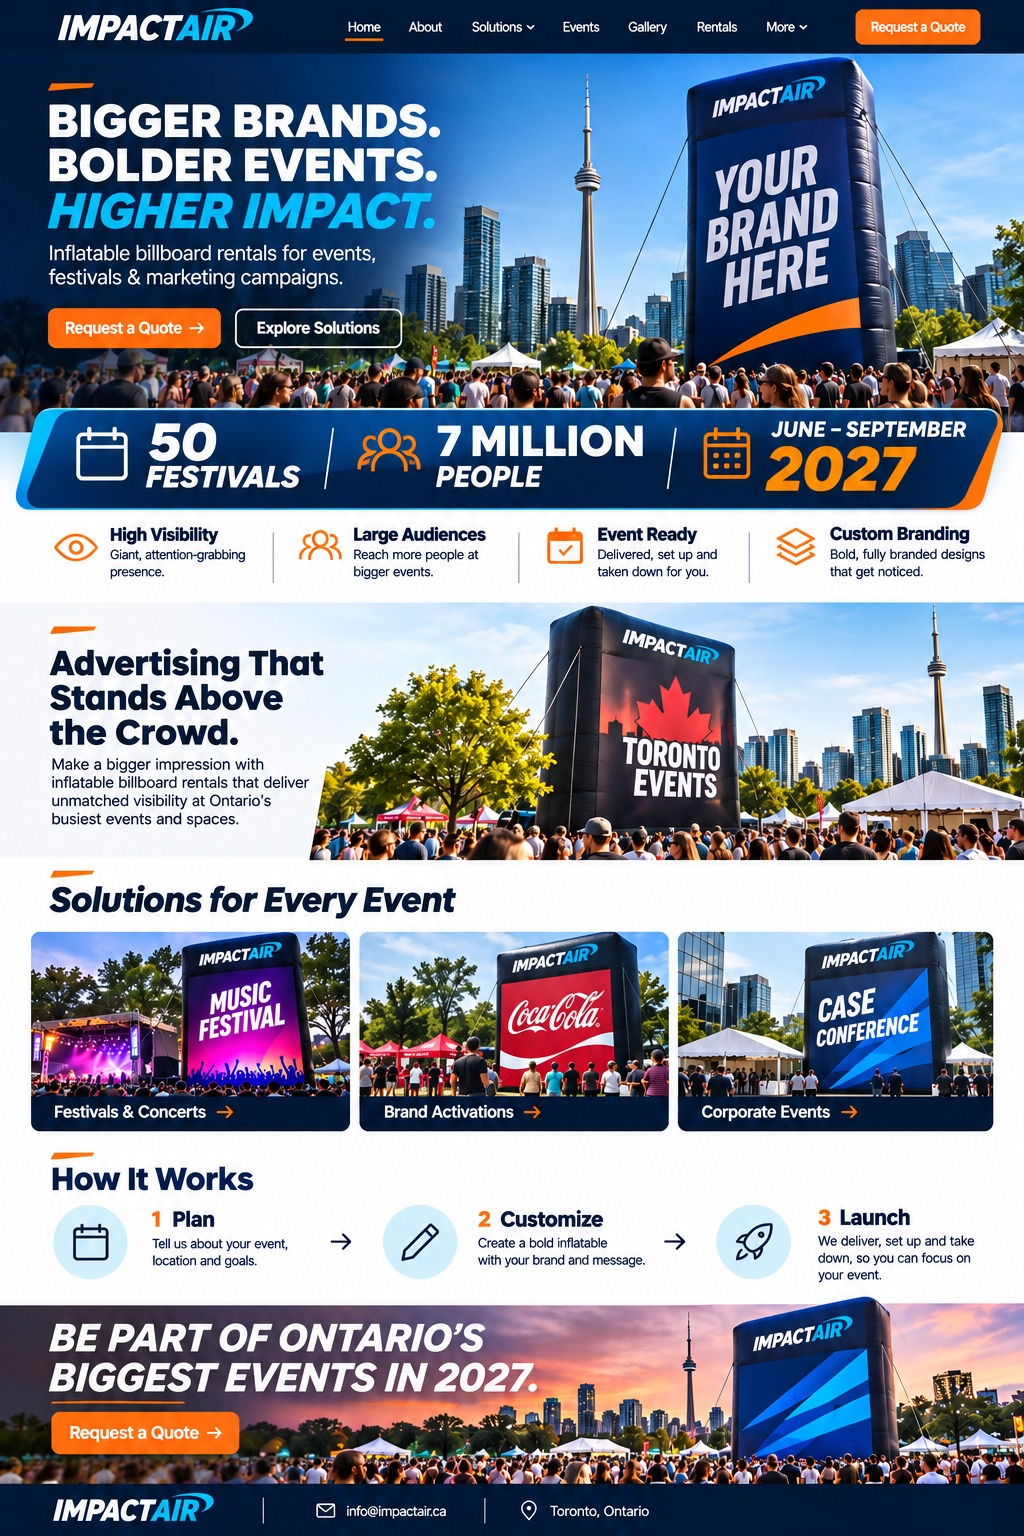 IMPACTAIR
Home About Solutions Events Gallery Rentals More
Request a Quote
BIGGER BRANDS.
BOLDER EVENTS.
HIGHER IMPACT.
Inflatable billboard rentals for events,
festivals & marketing campaigns.
Request a Quote →
Explore Solutions
IMPACTAIR
YOUR
BRAND
HERE
50
FESTIVALS
7 MILLION
PEOPLE
JUNE – SEPTEMBER
2027
High Visibility
Giant, attention-grabbing
presence.
Large Audiences
Reach more people at
bigger events.
Event Ready
Delivered, set up and
taken down for you.
Custom Branding
Bold, fully branded designs
that get noticed.
Advertising That
Stands Above
the Crowd.
Make a bigger impression with
inflatable billboard rentals that deliver
unmatched visibility at Ontario's
busiest events and spaces.
IMPACTAIR
TORONTO
EVENTS
Solutions for Every Event
IMPACTAIR
MUSIC
FESTIVAL
Festivals & Concerts →
IMPACTAIR
Coca-Cola
Brand Activations →
IMPACTAIR
CASE
CONFERENCE
Corporate Events →
How It Works
1 Plan
Tell us about your event,
location and goals.
→
2 Customize
Create a bold inflatable
with your brand and message.
→
3 Launch
We deliver, set up and take
down, so you can focus on
your event.
BE PART OF ONTARIO'S
BIGGEST EVENTS IN 2027.
Request a Quote →
IMPACTAIR
IMPACTAIR
info@impactair.ca
Toronto, Ontario